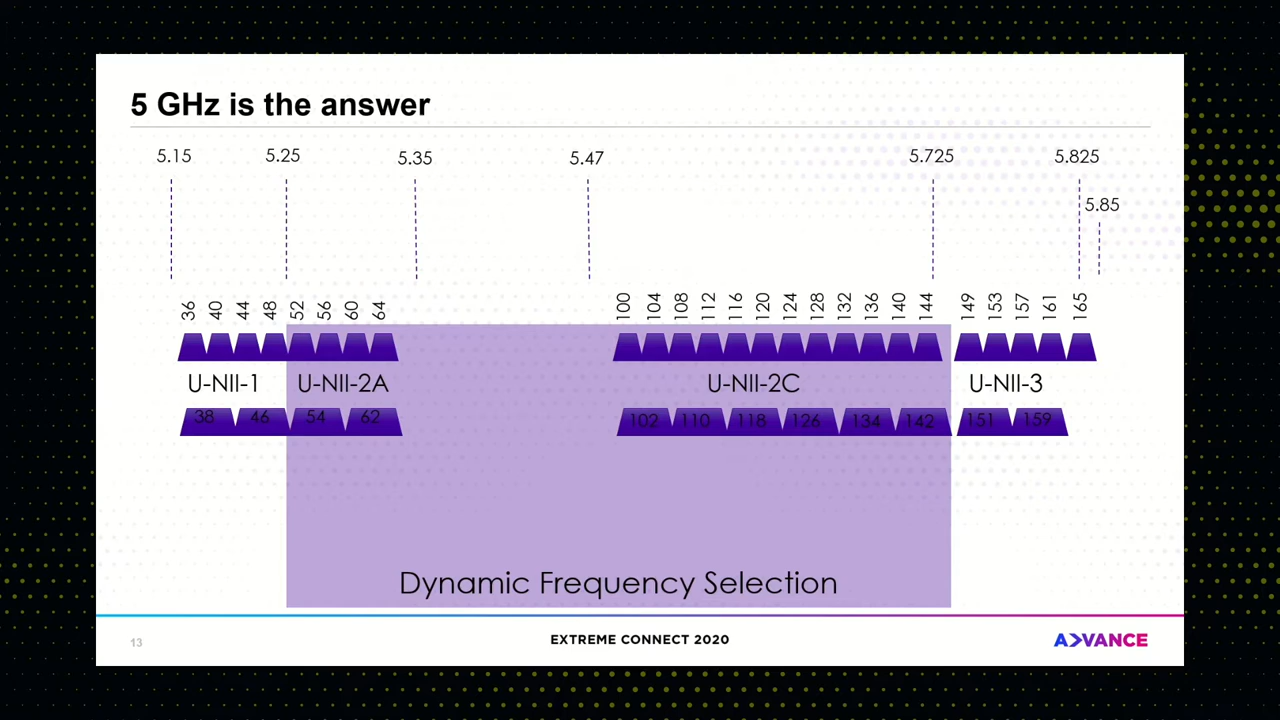 5 GHz is the answer
5.15 5.25 5.35 5.47 5.725 5.825
5.85
36 40 44 48 52 56 60 64 100 104 108 112 116 120 124 128 132 136 140 144 149 153 157 161 165
U-NII-1 U-NII-2A U-NII-2C U-NII-3
38 46 54 62 102 110 118 126 134 142 151 159
Dynamic Frequency Selection
13 EXTREME CONNECT 2020 ADVANCE